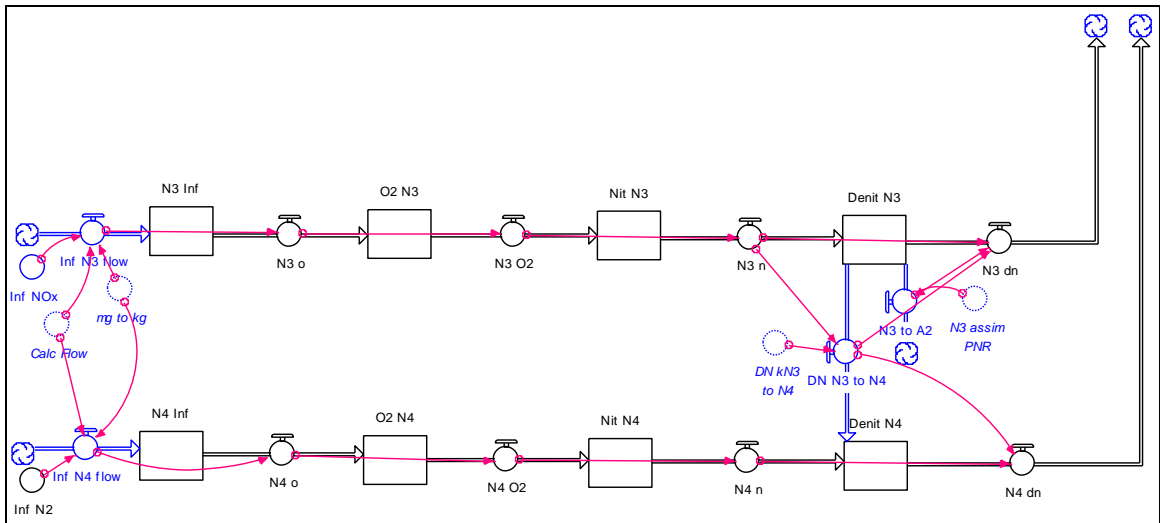 N3 Inf
O2 N3
Nit N3
Denit N3
Inf N3 flow
N3 o
N3 O2
N3 n
N3 dn
Inf NOx
mg to kg
Calc Flow
N3 to A2
N3 assim
PNR
DN kN3
to N4
DN N3 to N4
N4 Inf
O2 N4
Nit N4
Denit N4
Inf N4 flow
N4 o
N4 O2
N4 n
N4 dn
Inf N2